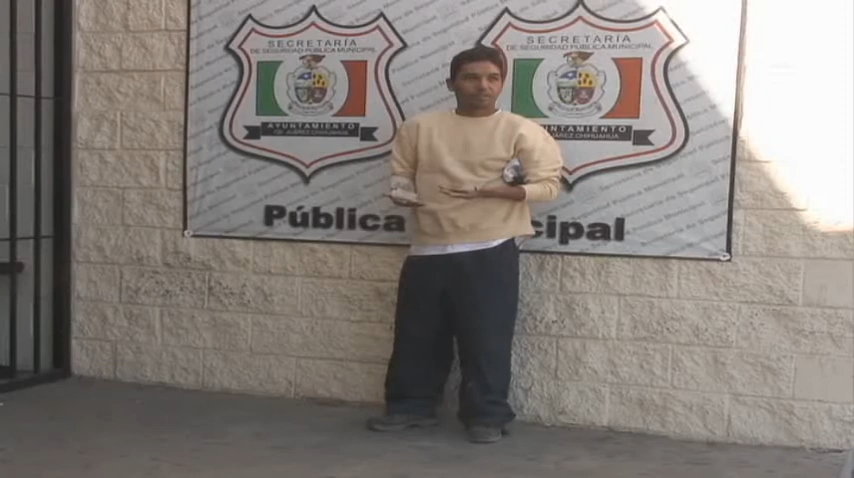 SECRETARÍA
DE SEGURIDAD PÚBLICA MUNICIPAL
AYUNTAMIENTO
DE JUÁREZ CHIHUAHUA
SECRETARÍA
DE SEGURIDAD PÚBLICA MUNICIPAL
AYUNTAMIENTO
JUÁREZ CHIHUAHUA
Pública
icipal